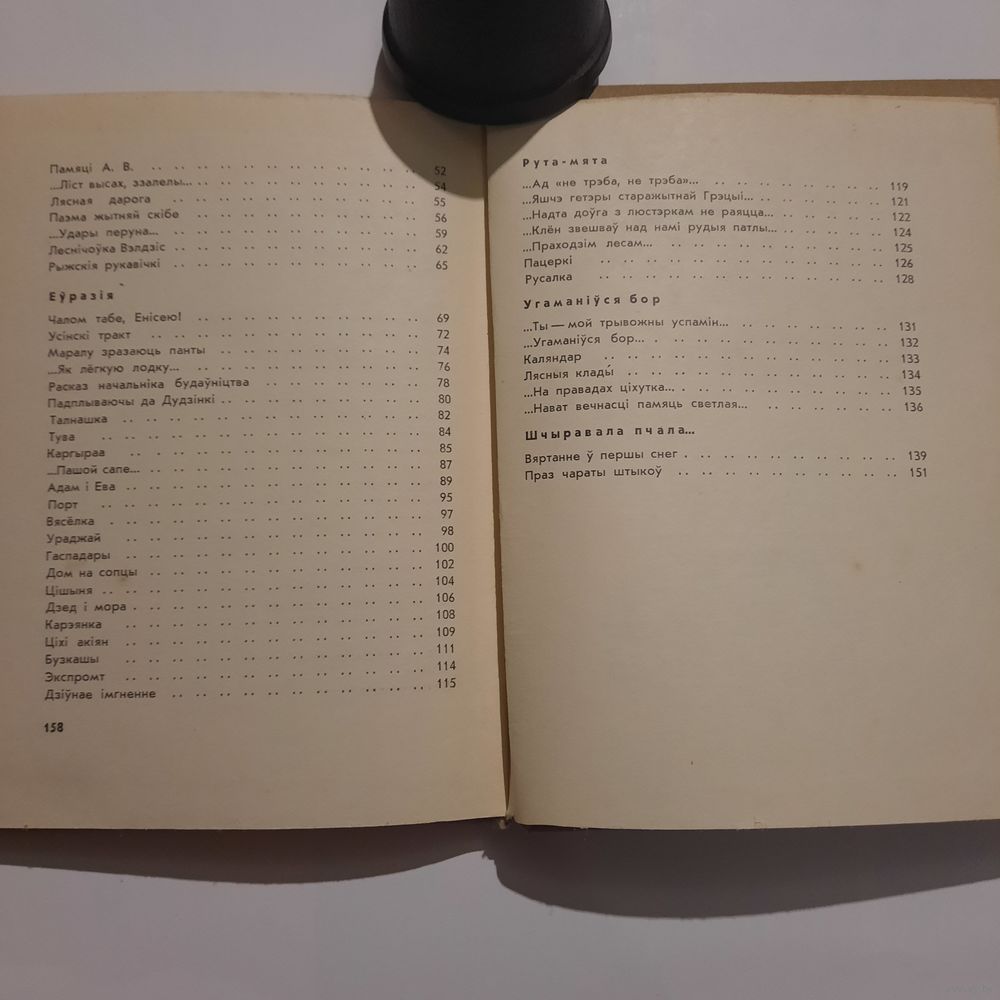 Памяці А. В. 52
...Ліст высах, ззалелы... 54
Лясная дарога 55
Паэма жытняй скібе 56
...Удары перуна... 59
Леснічоўка Вэлдзіс 62
Рыжскія рукавічкі 65
Еўразія
Чалом табе, Енісею! 69
Усінскі тракт 72
Маралу зразаюць панты 74
...Як лёгкую лодку... 76
Расказ начальніка будаўніцтва 78
Падплываючы да Дудзінкі 80
Талнашка 82
Тува 84
Каргыраа 85
...Пашой сапе... 87
Адам і Ева 89
Порт 95
Вясёлка 97
Ураджай 98
Гаспадары 100
Дом на сопцы 102
Цішыня 104
Дзед і мора 106
Карэянка 108
Ціхі акіян 109
Бузкашы 111
Экспромт 114
Дзіўнае імгненне 115
158
Рута-мята
...Ад «не трэба, не трэба»... 119
...Яшчэ гетэры старажытнай Грэцыі... 121
...Надта доўга з люстэркам не раяцца... 122
...Клён звешваў над намі рудыя патлы... 124
...Праходзім лесам... 125
Пацеркі 126
Русалка 128
Угаманіўся бор
...Ты — мой трывожны успамін... 131
...Угаманіўся бор... 132
Каляндар 133
Лясныя клады 134
...На правадах ціхутка... 135
...Нават вечнасці памяць светлая... 136
Шчыравала пчала...
Вяртанне ў першы снег 139
Праз чараты штыкоў 151